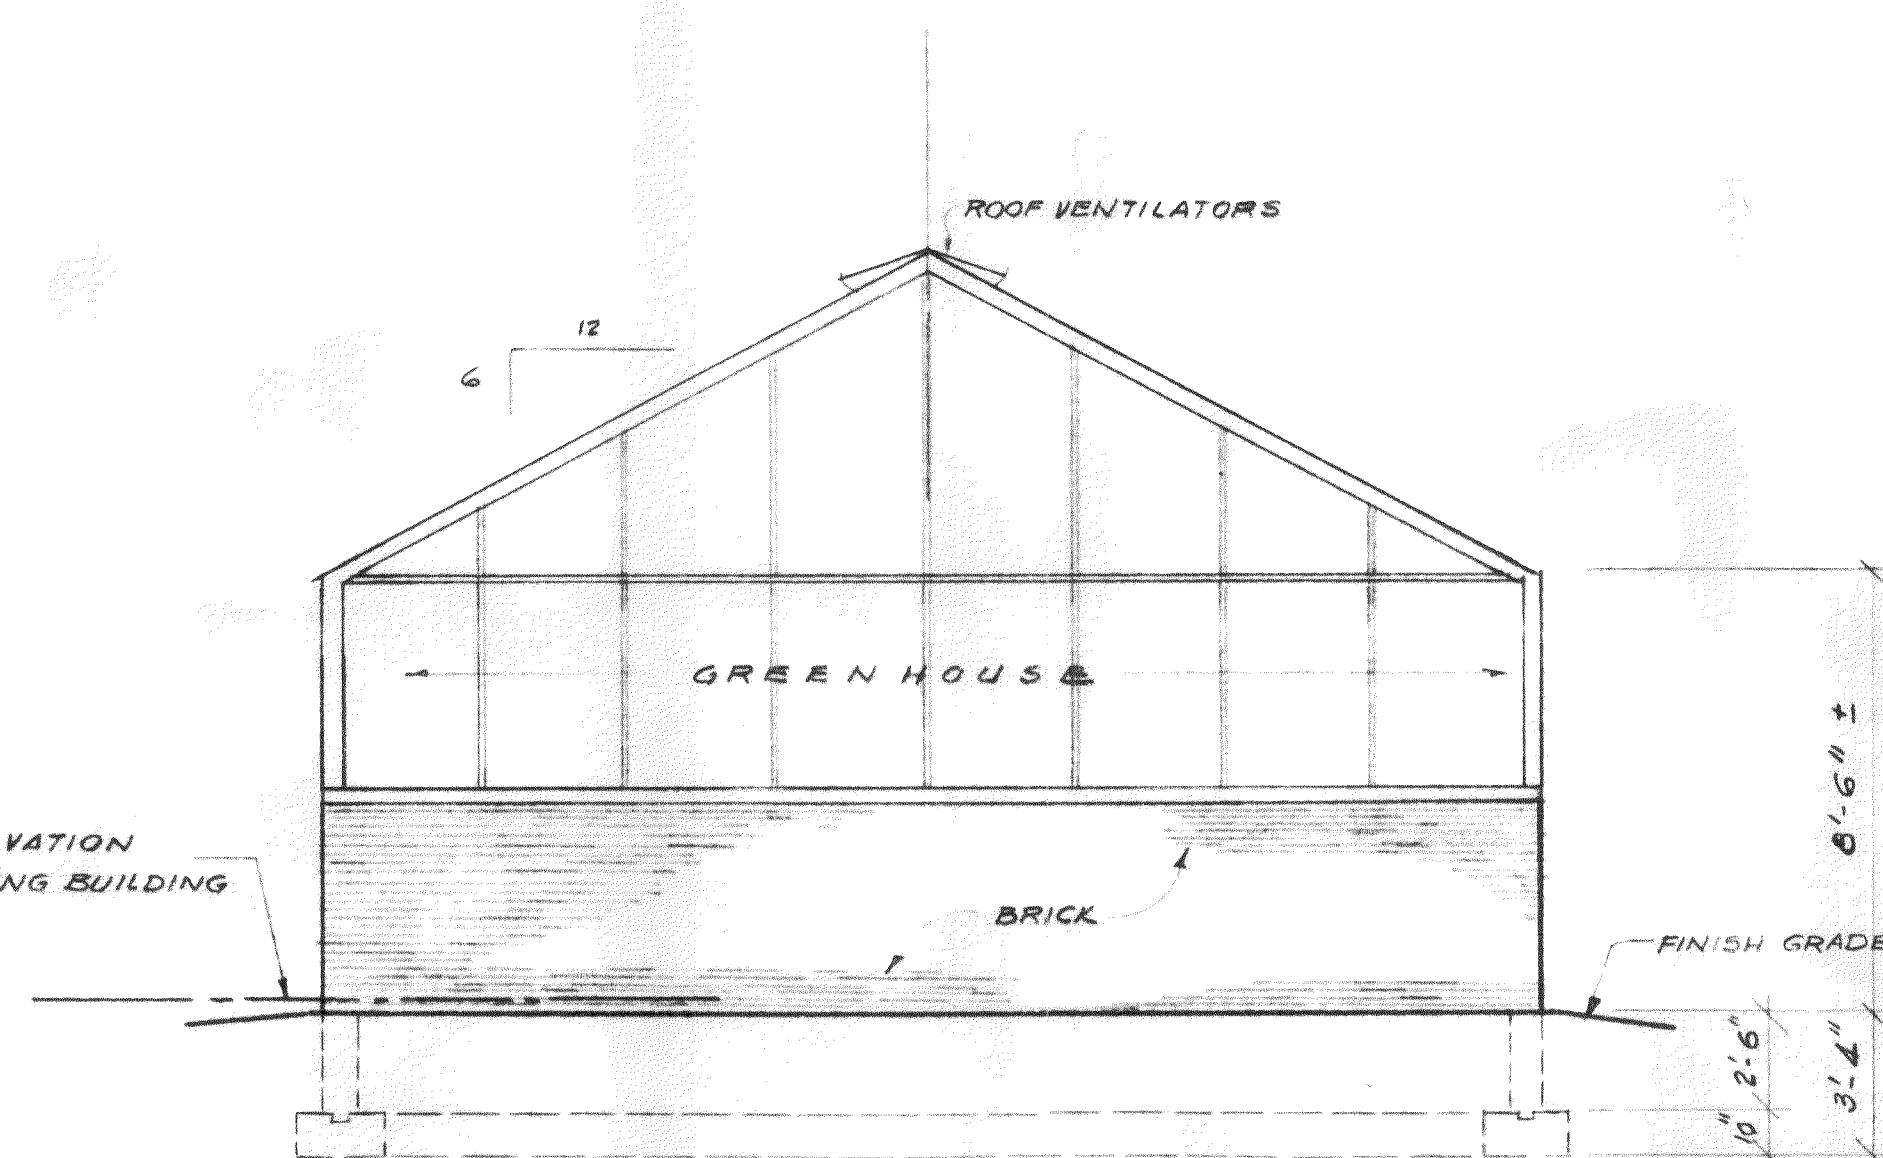 ROOF VENTILATORS
12
6
GREENHOUSE
8'-6" ±
VATION
NG BUILDING
BRICK
FINISH GRADE
2'-6"
3'-4"
10"